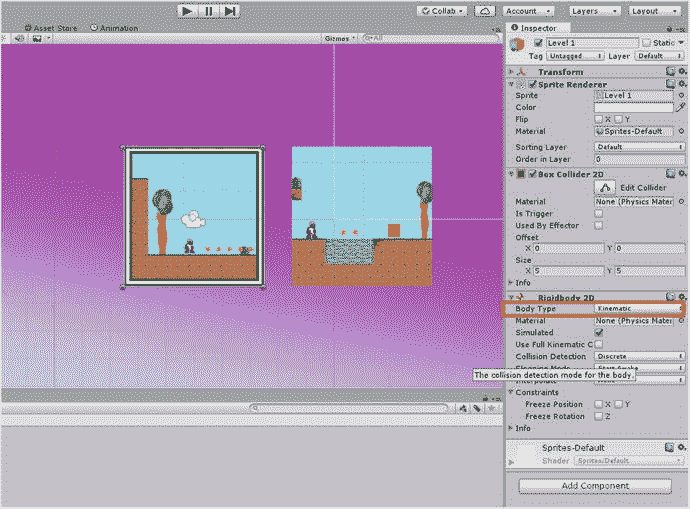 Collab
Account
Layers
Layout
Asset Store
Animation
Inspector
Gizmos
All
Level 1
Static
Tag Untagged Layer Default
Transform
Sprite Renderer
Sprite Level 1
Color
Flip X Y
Material Sprites-Default
Sorting Layer Default
Order in Layer 0
Box Collider 2D
Edit Collider
Material None (Physics Mater
Is Trigger
Used By Effector
Offset
X 0 Y 0
Size
X 5 Y 5
Info
Rigidbody 2D
Body Type Kinematic
Material None (Physics Mater
Simulated
Use Full Kinematic C
Collision Detection Discrete
Sleeping Mode Start Awake
The collision detection mode for the body.
Interpolate None
Constraints
Freeze Position X Y
Freeze Rotation Z
Info
Sprites-Default
Shader Sprites/Default
Add Component